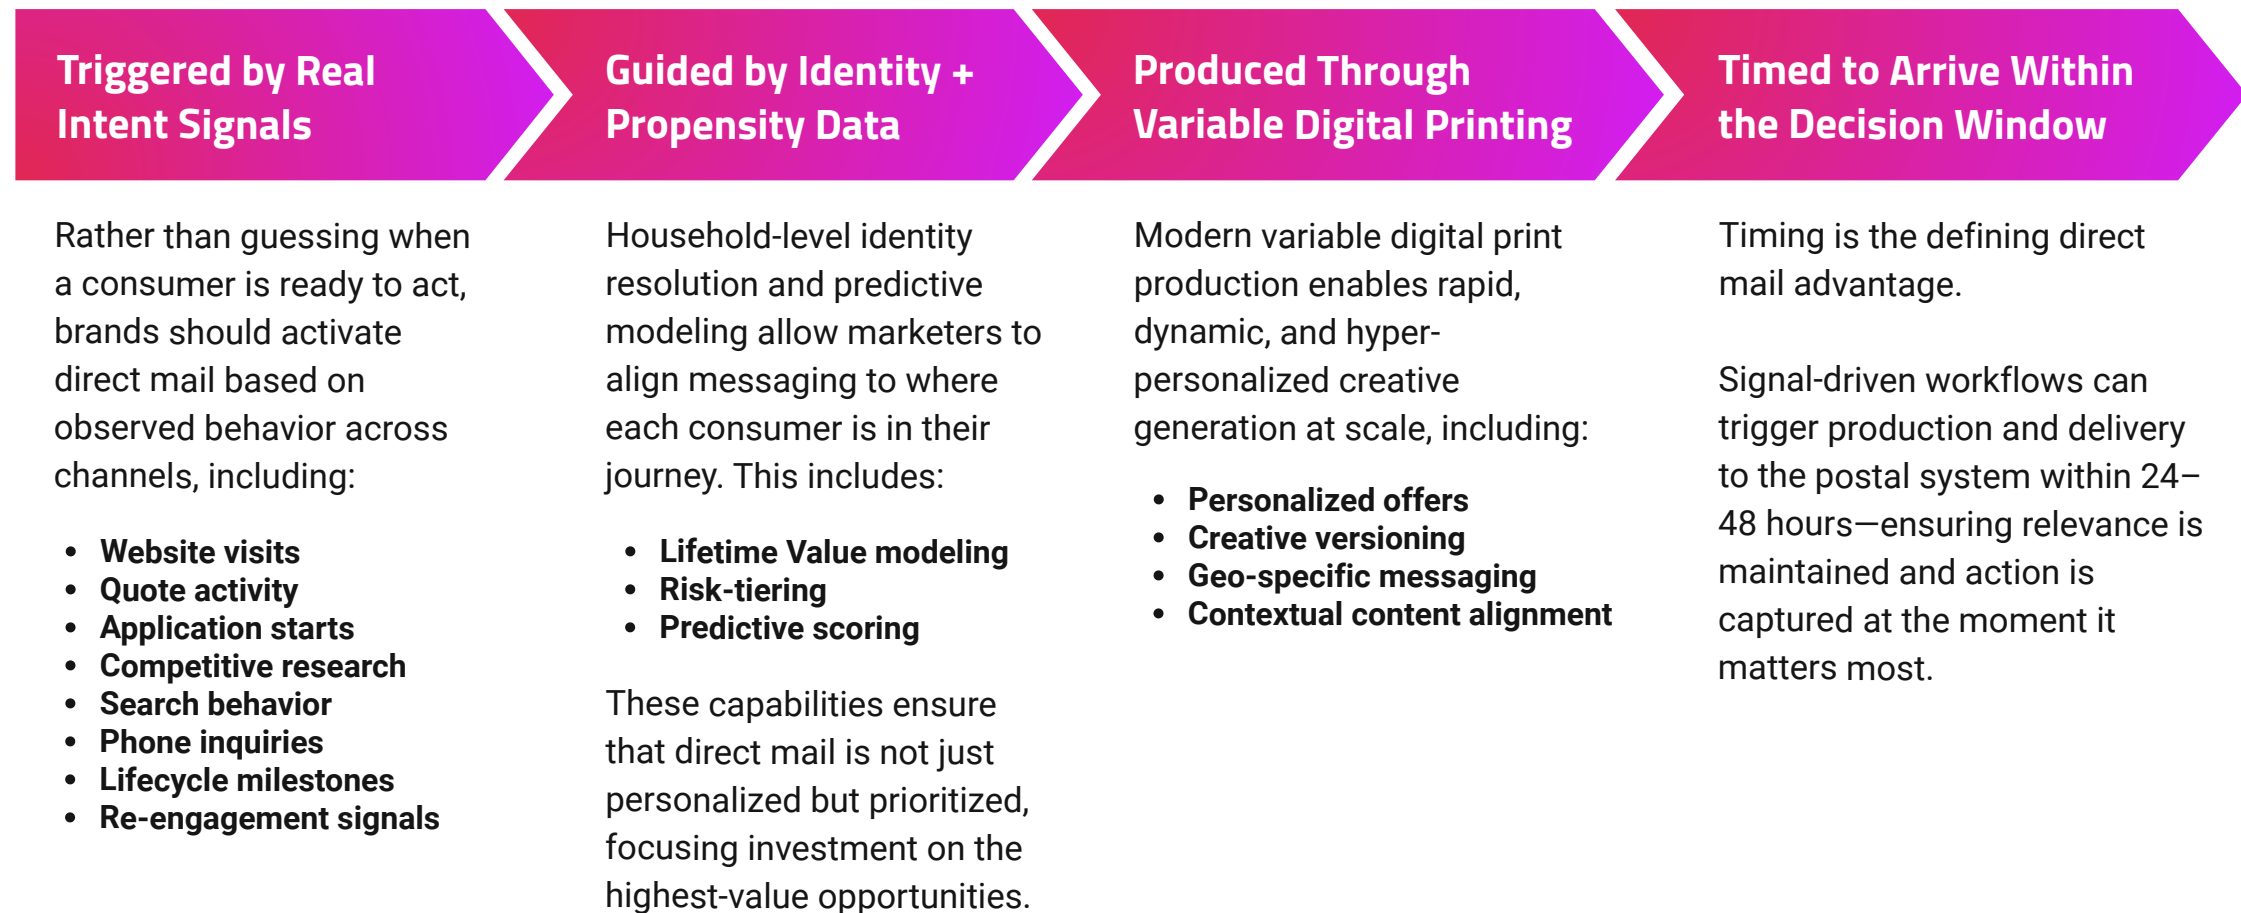 Triggered by Real
Intent Signals
Rather than guessing when
a consumer is ready to act,
brands should activate
direct mail based on
observed behavior across
channels, including:
• Website visits
• Quote activity
• Application starts
• Competitive research
• Search behavior
• Phone inquiries
• Lifecycle milestones
• Re-engagement signals
Guided by Identity +
Propensity Data
Household-level identity
resolution and predictive
modeling allow marketers to
align messaging to where
each consumer is in their
journey. This includes:
• Lifetime Value modeling
• Risk-tiering
• Predictive scoring
These capabilities ensure
that direct mail is not just
personalized but prioritized,
focusing investment on the
highest-value opportunities.
Produced Through
Variable Digital Printing
Modern variable digital print
production enables rapid,
dynamic, and hyper-
personalized creative
generation at scale, including:
• Personalized offers
• Creative versioning
• Geo-specific messaging
• Contextual content alignment
Timed to Arrive Within
the Decision Window
Timing is the defining direct
mail advantage.
Signal-driven workflows can
trigger production and delivery
to the postal system within 24–
48 hours—ensuring relevance is
maintained and action is
captured at the moment it
matters most.